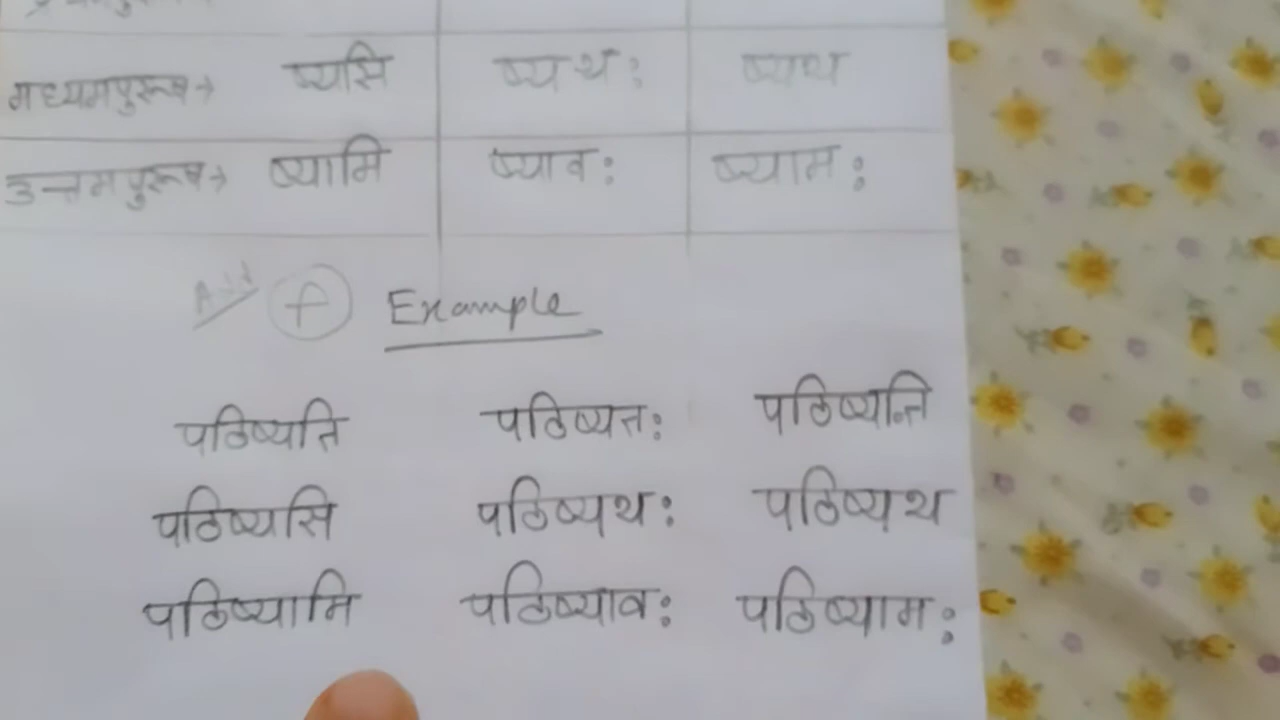 मध्यमपुरूष→ ष्यसि ष्यथः ष्यथ
उत्तमपुरूष→ ष्यामि ष्यावः ष्यामः
Add + Example
पठिष्यति पठिष्यतः पठिष्यन्ति
पठिष्यसि पठिष्यथः पठिष्यथ
पठिष्यामि पठिष्यावः पठिष्यामः